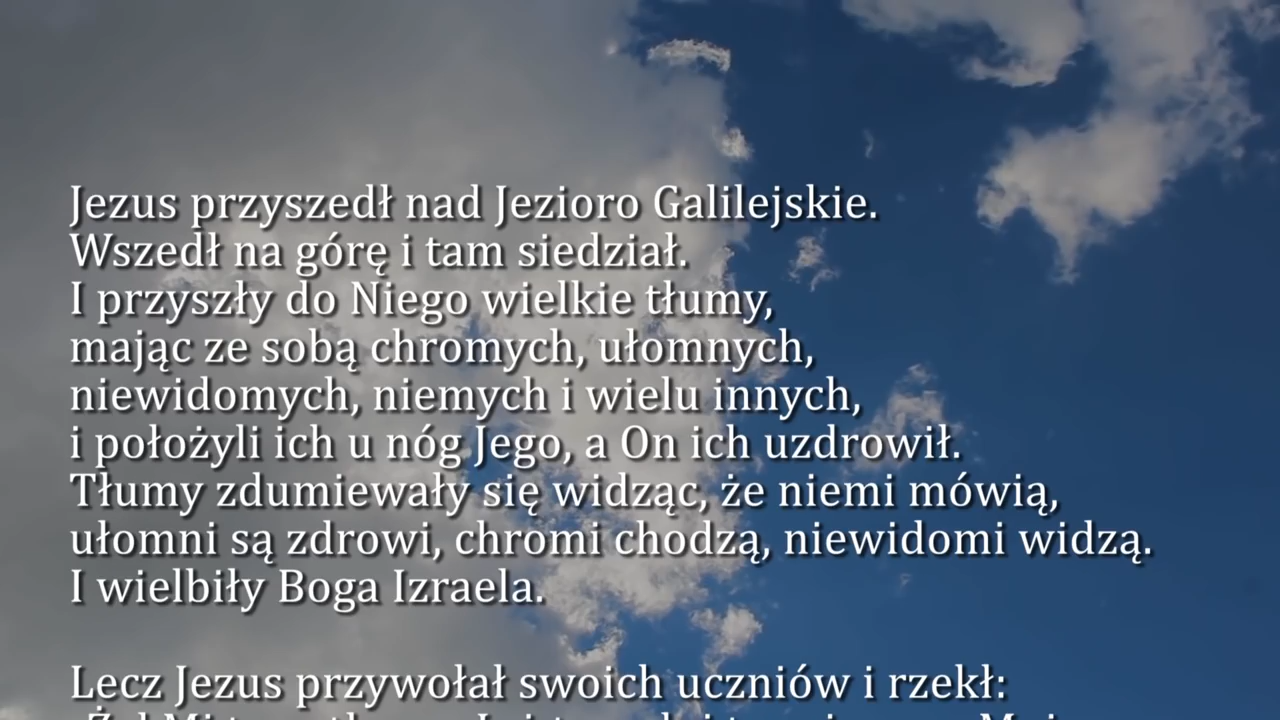 Jezus przyszedł nad Jezioro Galilejskie.
Wszedł na górę i tam siedział.
I przyszły do Niego wielkie tłumy,
mając ze sobą chromych, ułomnych,
niewidomych, niemych i wielu innych,
i położyli ich u nóg Jego, a On ich uzdrowił.
Tłumy zdumiewały się widząc, że niemi mówią,
ułomni są zdrowi, chromi chodzą, niewidomi widzą.
I wielbiły Boga Izraela.
Lecz Jezus przywołał swoich uczniów i rzekł: